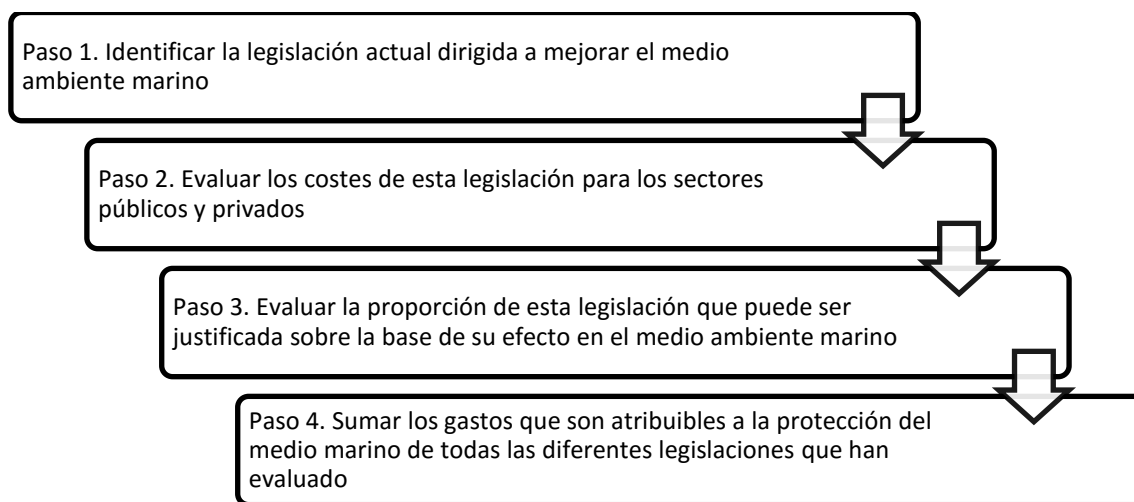 Paso 1. Identificar la legislación actual dirigida a mejorar el medio
ambiente marino
Paso 2. Evaluar los costes de esta legislación para los sectores
públicos y privados
Paso 3. Evaluar la proporción de esta legislación que puede ser
justificada sobre la base de su efecto en el medio ambiente marino
Paso 4. Sumar los gastos que son atribuibles a la protección del
medio marino de todas las diferentes legislaciones que han
evaluado